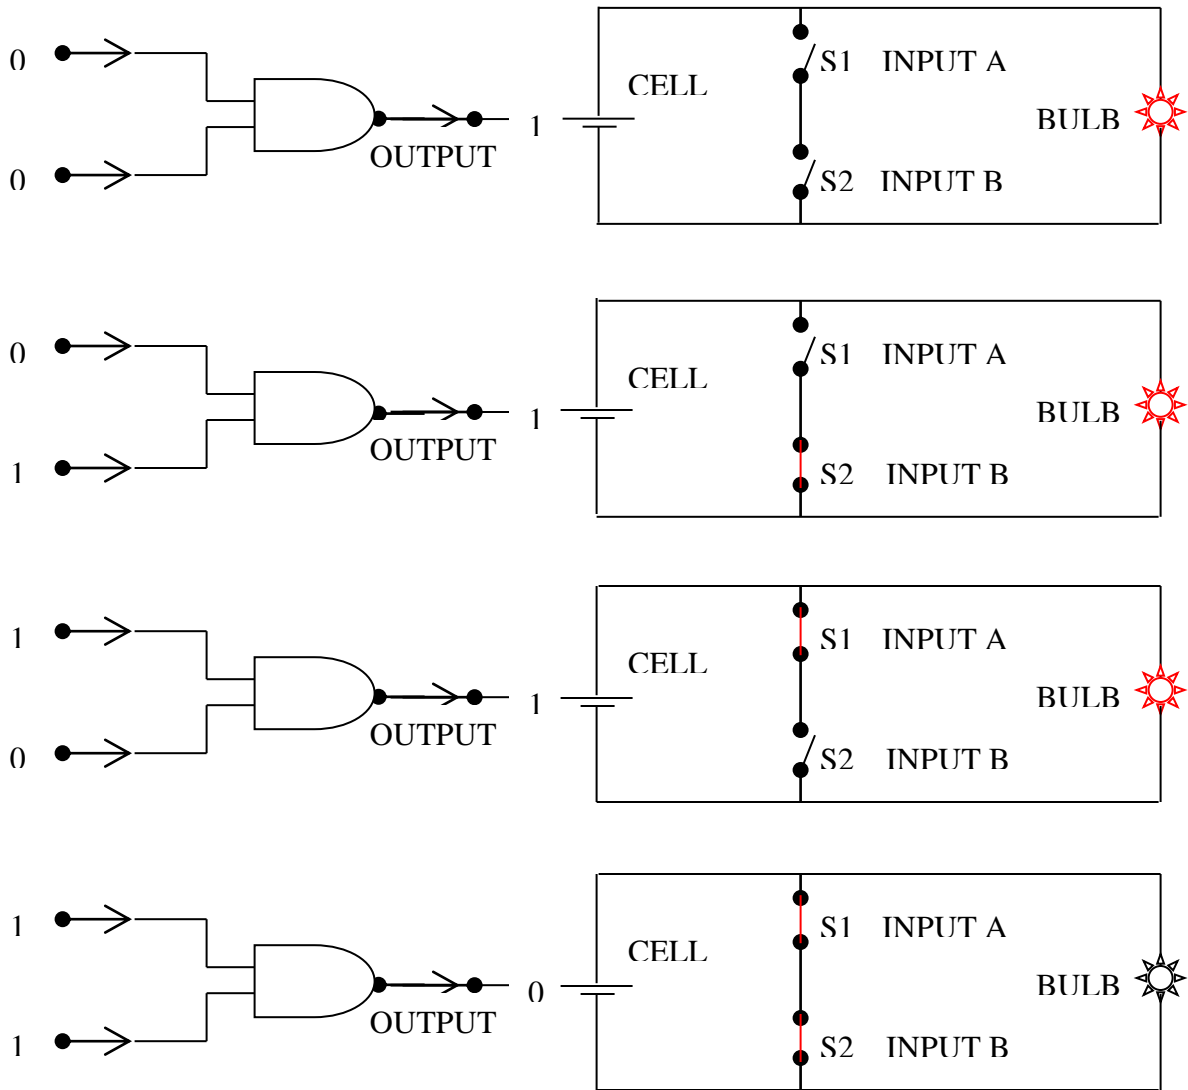 0
S1 INPUT A
CELL
BULB
1
OUTPUT
0
S2 INPUT B
0
S1 INPUT A
CELL
BULB
1
OUTPUT
1
S2 INPUT B
1
S1 INPUT A
CELL
BULB
1
OUTPUT
0
S2 INPUT B
1
S1 INPUT A
CELL
BULB
0
OUTPUT
1
S2 INPUT B